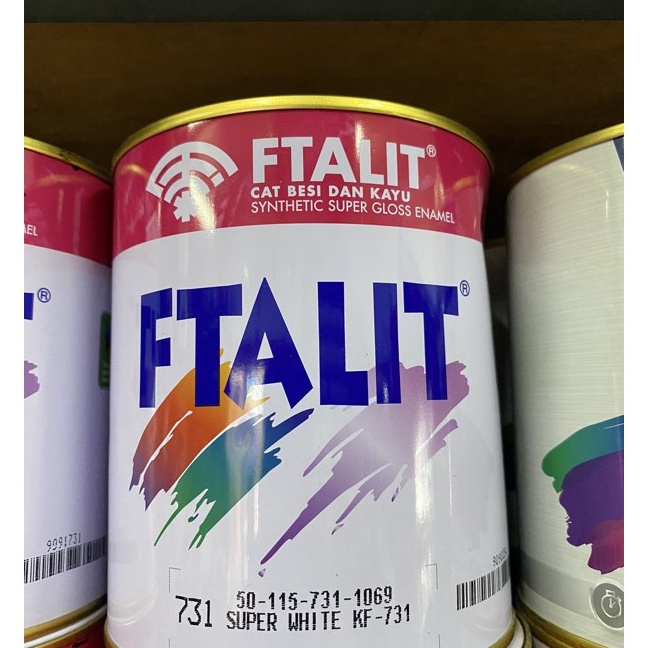 FTALIT®
CAT BESI DAN KAYU
SYNTHETIC SUPER GLOSS ENAMEL
FTALIT®
50-115-731-1069
731 SUPER WHITE KF-731
®
9091731